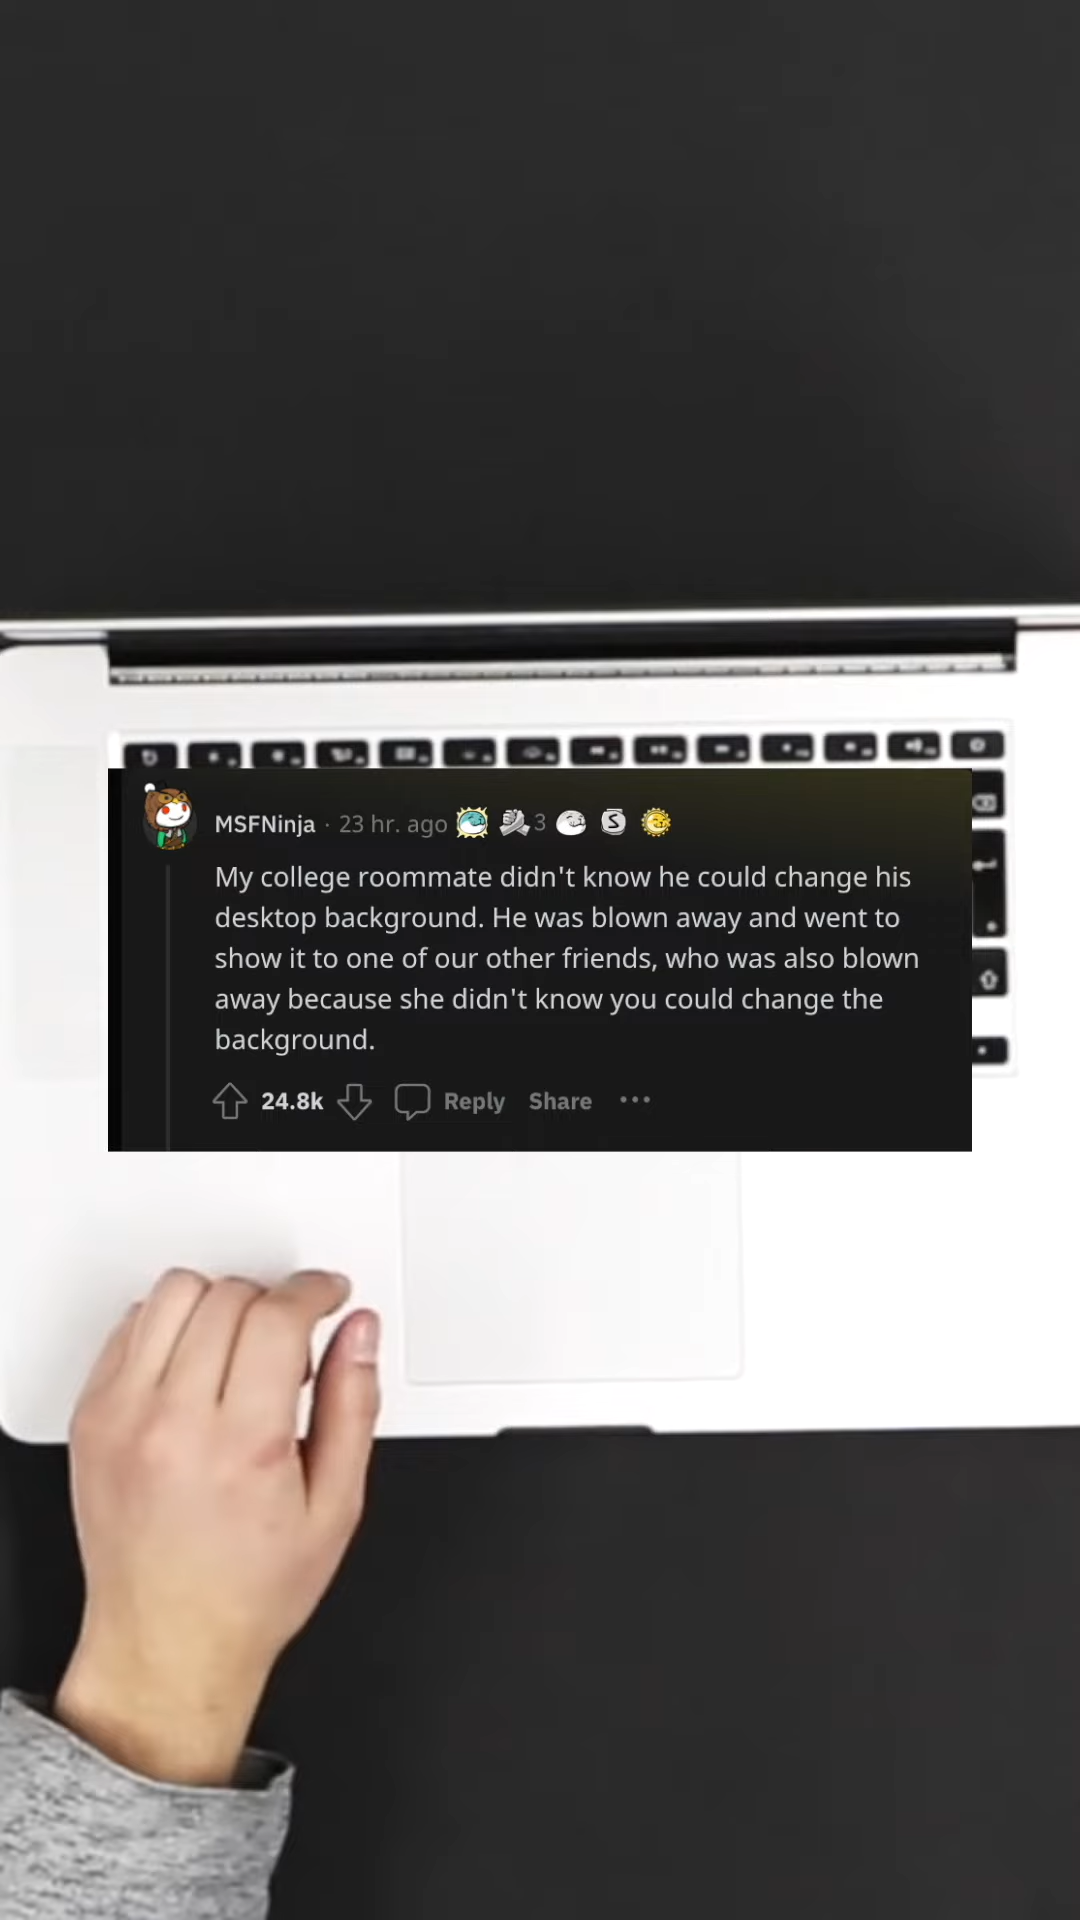 MSFNinja · 23 hr. ago 3
My college roommate didn't know he could change his
desktop background. He was blown away and went to
show it to one of our other friends, who was also blown
away because she didn't know you could change the
background.
24.8k Reply Share ···